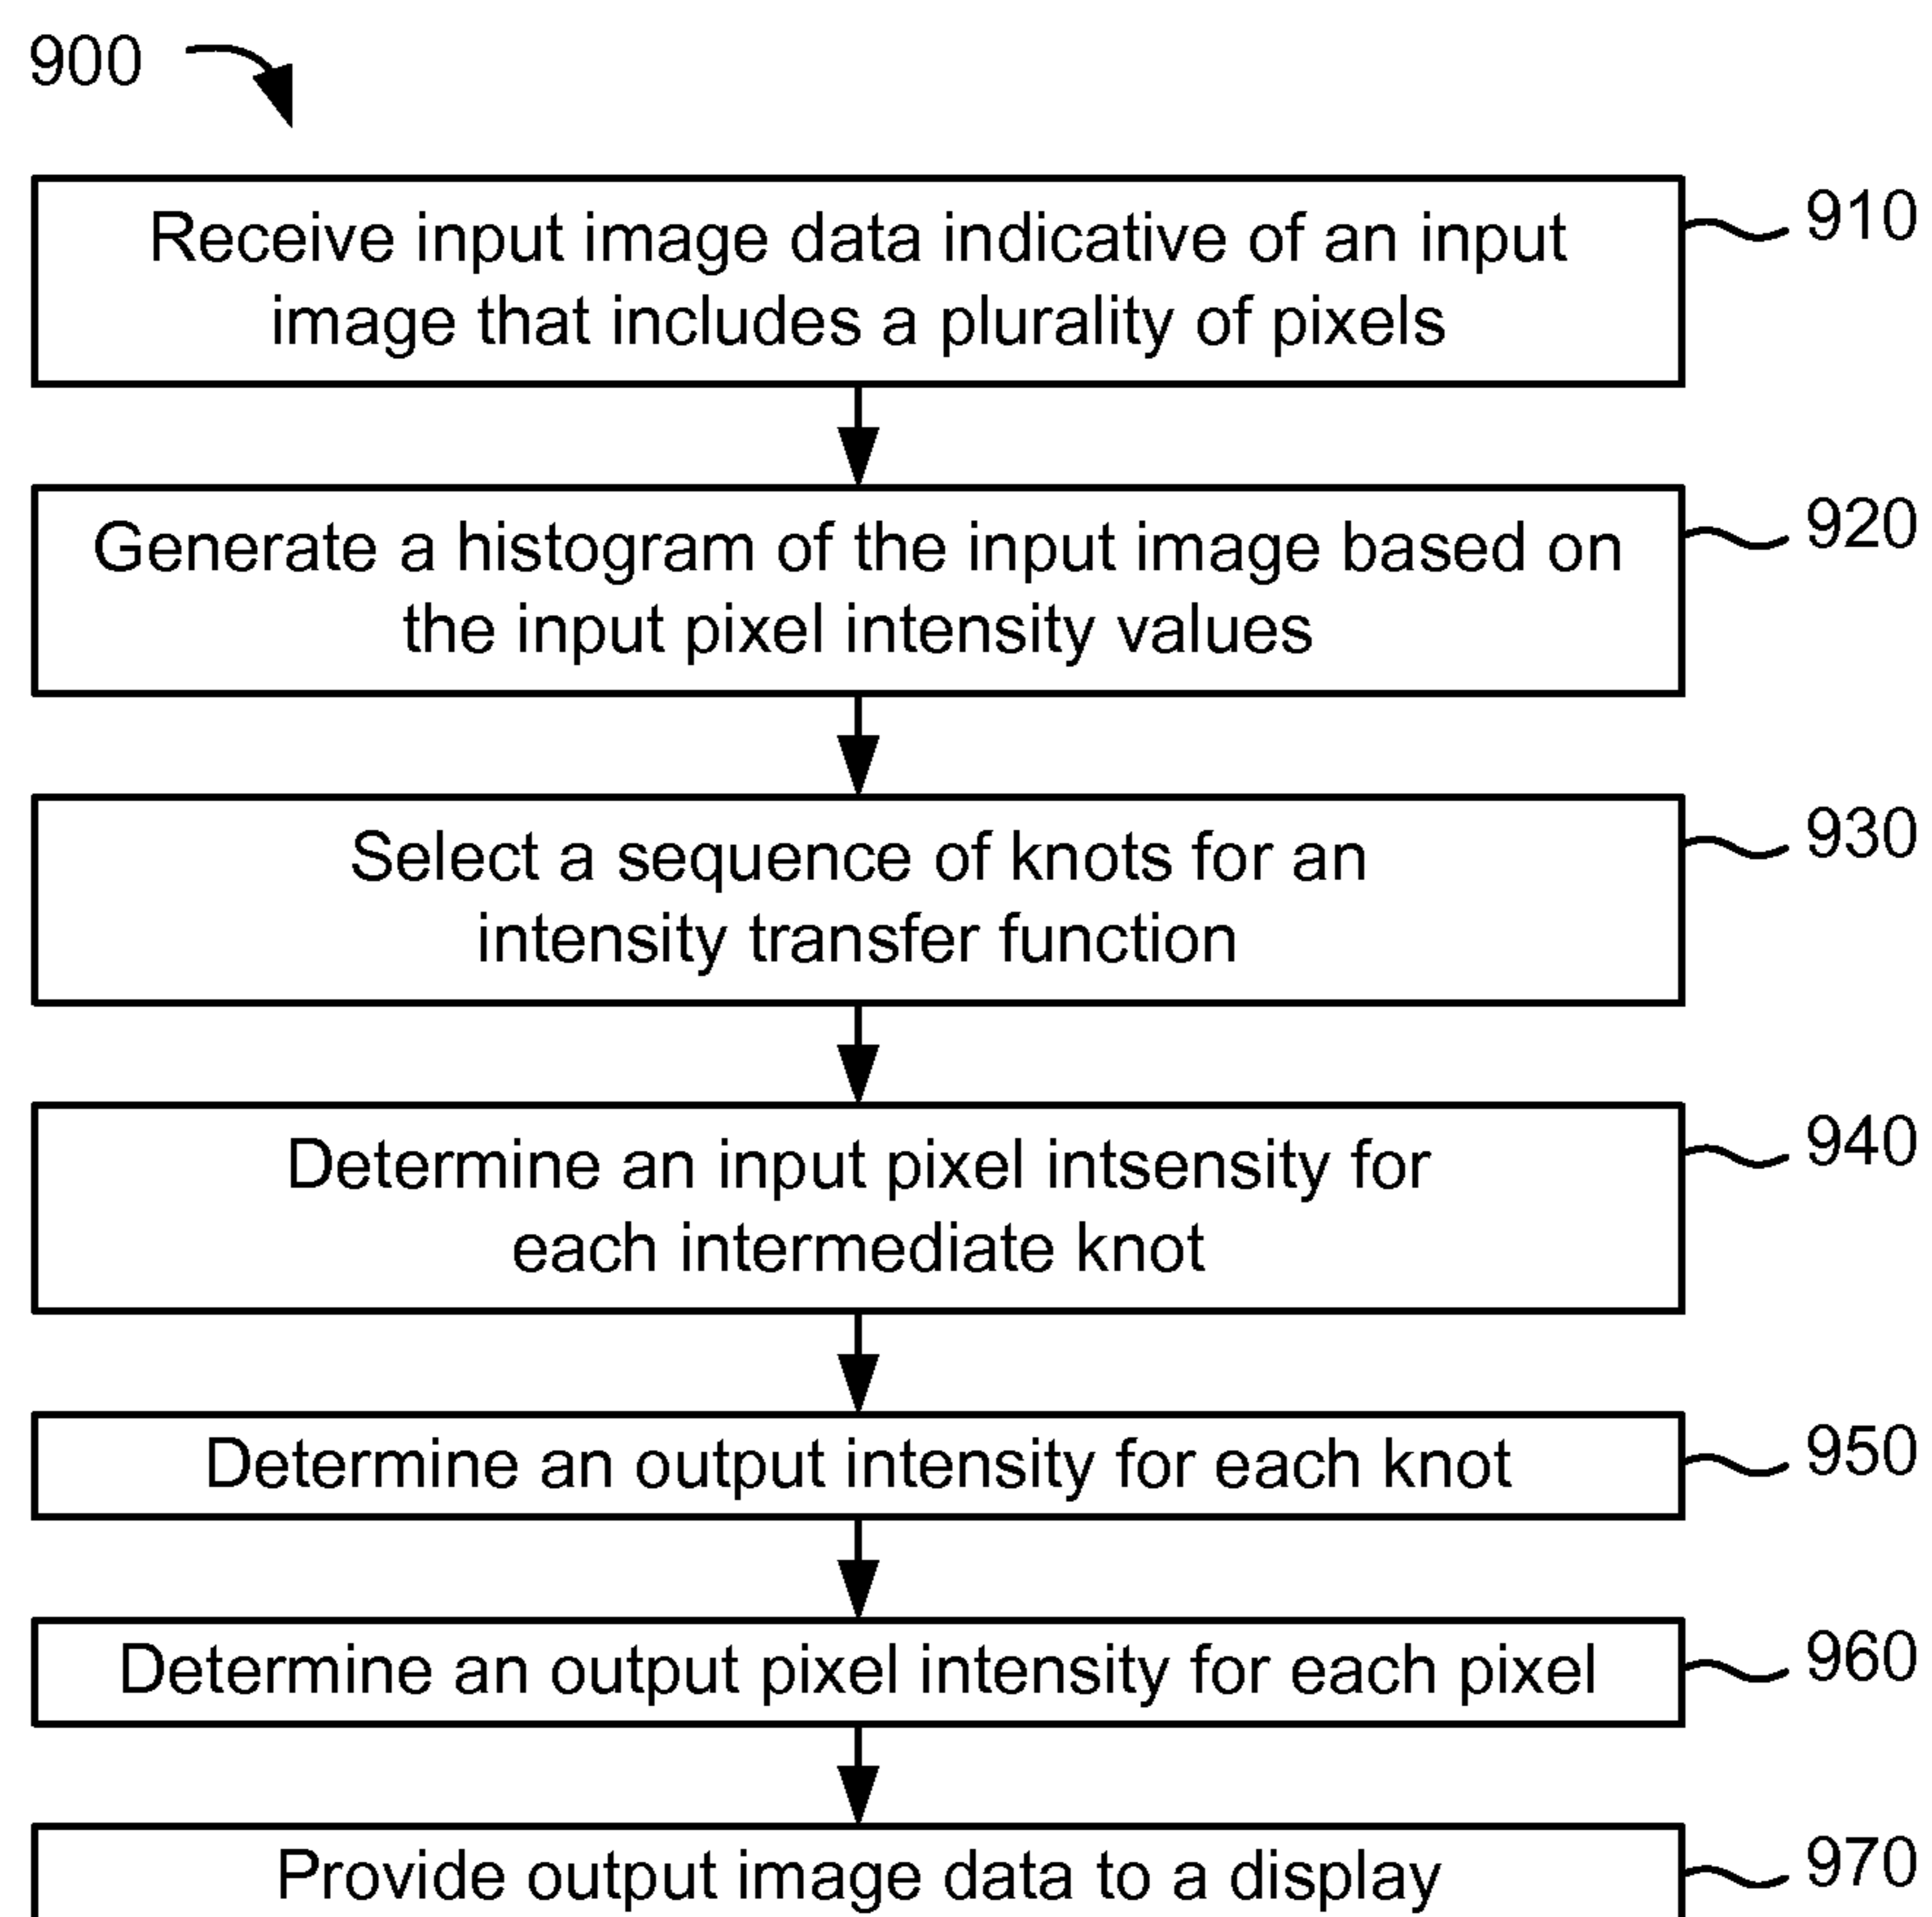 900
Receive input image data indicative of an input
image that includes a plurality of pixels
910
Generate a histogram of the input image based on
the input pixel intensity values
920
Select a sequence of knots for an
intensity transfer function
930
Determine an input pixel intsensity for
each intermediate knot
940
Determine an output intensity for each knot
950
Determine an output pixel intensity for each pixel
960
Provide output image data to a display
970